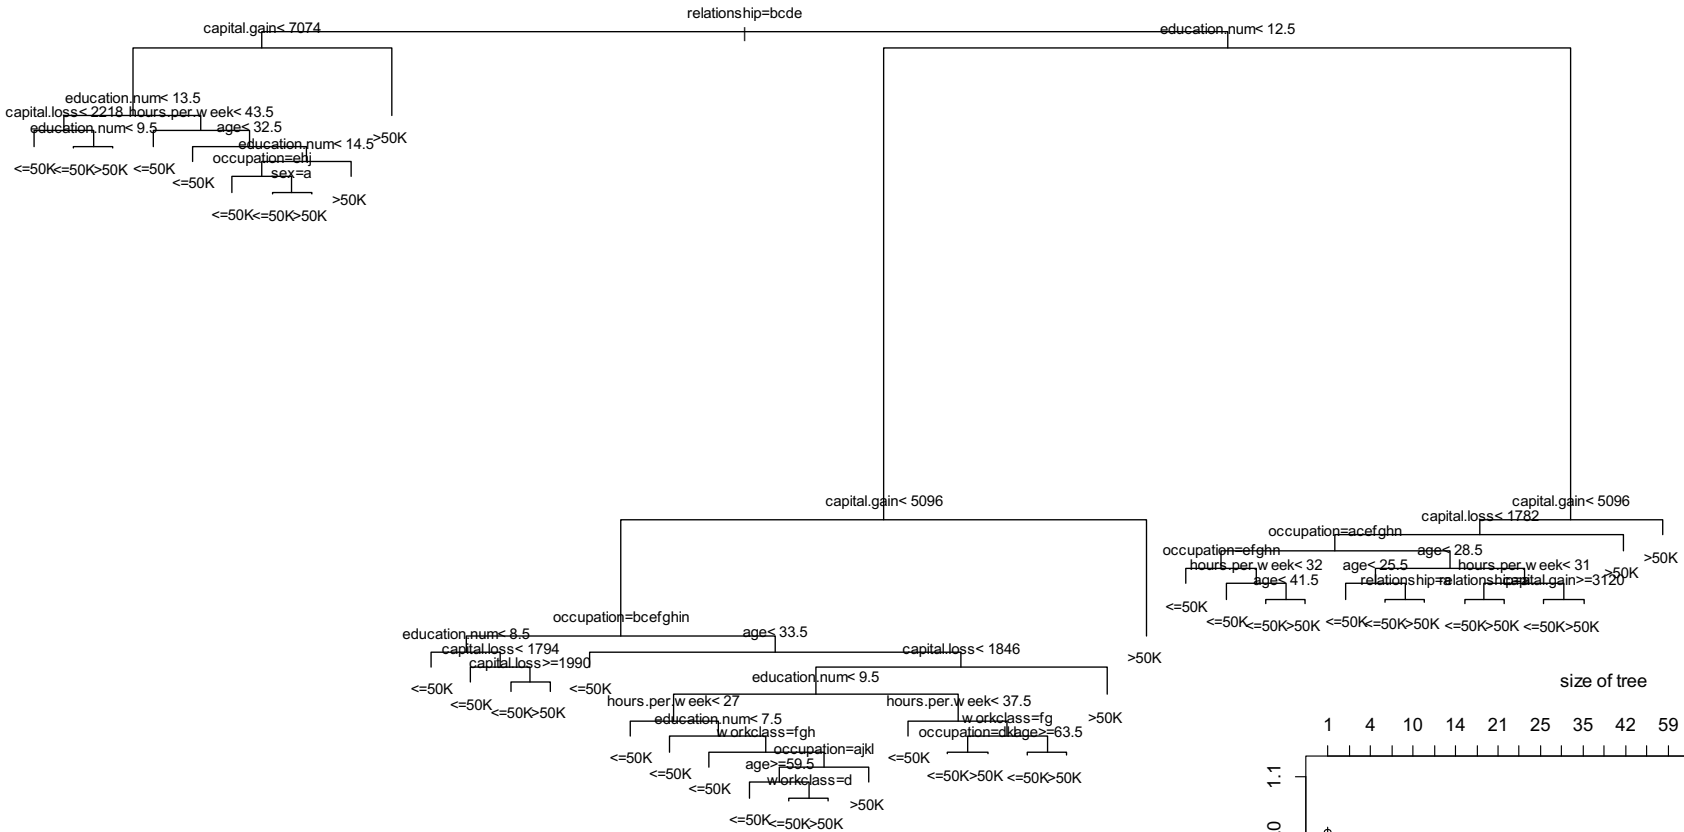 relationship=bcde
capital.gain< 7074
education.num< 12.5
education.num< 13.5
capital.loss< 2218
hours.per.week< 43.5
education.num< 9.5
age< 32.5
>50K
education.num< 14.5
occupation=ehj
<=50K
<=50K
>50K
<=50K
sex=a
<=50K
>50K
<=50K
<=50K
>50K
capital.gain< 5096
capital.gain< 5096
capital.loss< 1782
occupation=acefghn
occupation=efghn
age< 28.5
>50K
hours.per.week< 32
age< 25.5
hours.per.week< 31
>50K
age< 41.5
relationship=a
relationship=a
capital.gain>=3120
<=50K
<=50K
<=50K
>50K
<=50K
<=50K
>50K
<=50K
>50K
<=50K
>50K
occupation=bcefghin
education.num< 8.5
age< 33.5
capital.loss< 1794
capital.loss< 1846
capital.loss>=1990
>50K
education.num< 9.5
<=50K
<=50K
<=50K
<=50K
>50K
hours.per.week< 27
hours.per.week< 37.5
education.num< 7.5
workclass=fg
>50K
workclass=fgh
occupation=dk
age>=63.5
occupation=ajkl
<=50K
<=50K
age>=59.5
<=50K
<=50K
>50K
<=50K
>50K
workclass=d
<=50K
>50K
<=50K
<=50K
>50K
size of tree
1 4 10 14 21 25 35 42 59
1.1